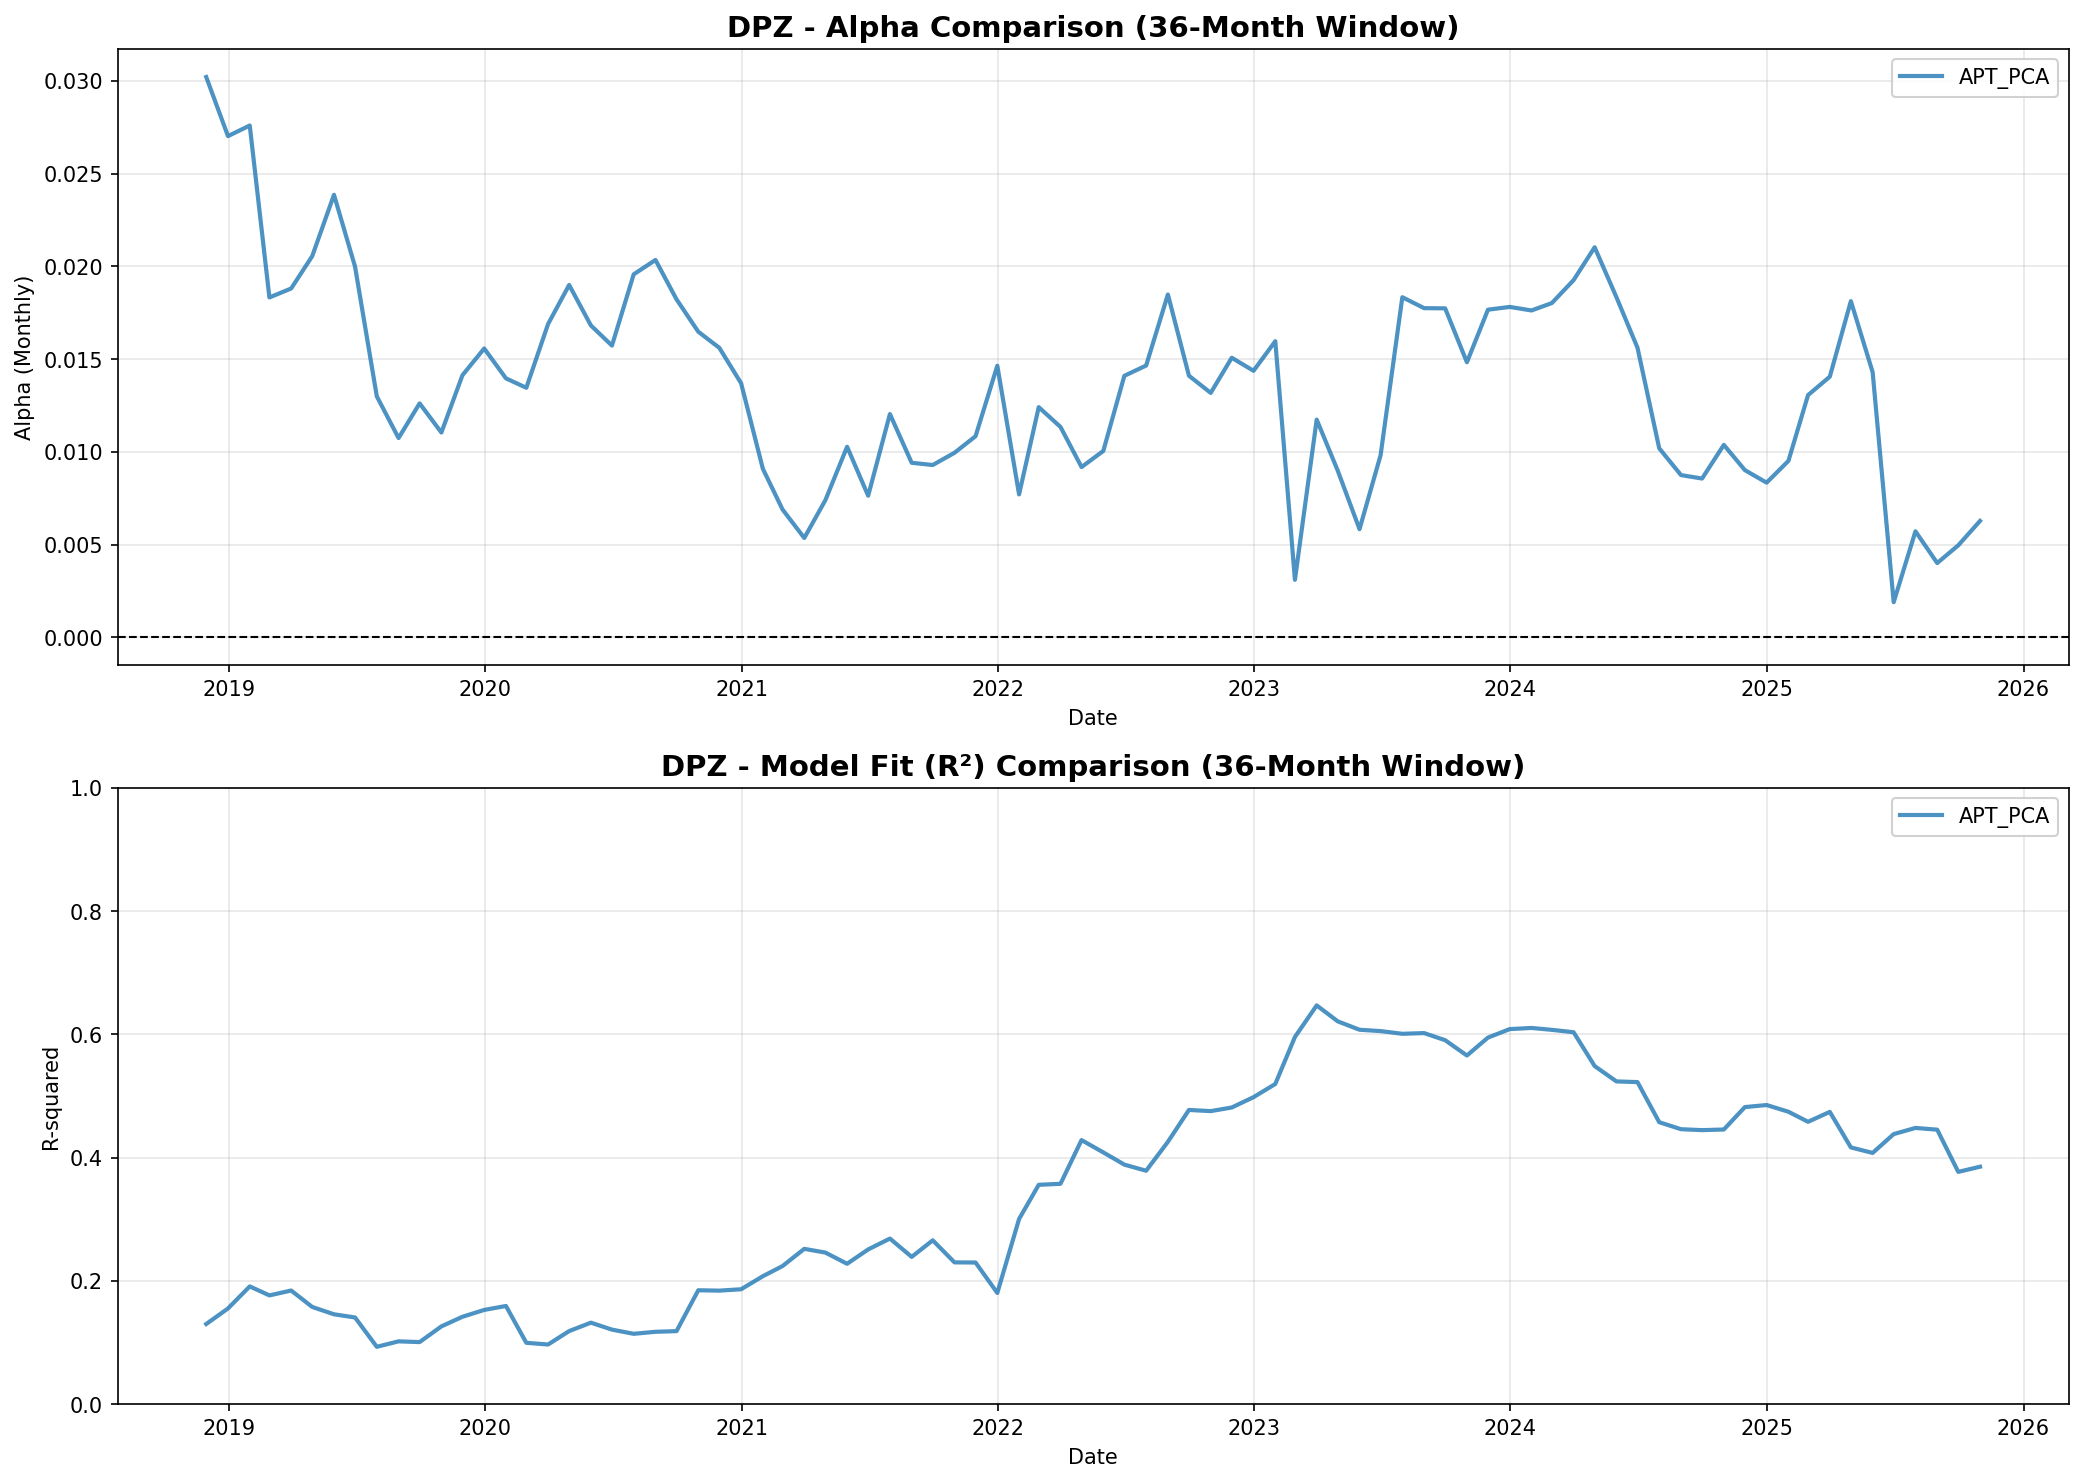 DPZ - Alpha Comparison (36-Month Window)
APT_PCA
Alpha (Monthly)
0.030
0.025
0.020
0.015
0.010
0.005
0.000
2019 2020 2021 2022 2023 2024 2025 2026
Date
DPZ - Model Fit (R²) Comparison (36-Month Window)
APT_PCA
R-squared
1.0
0.8
0.6
0.4
0.2
0.0
2019 2020 2021 2022 2023 2024 2025 2026
Date